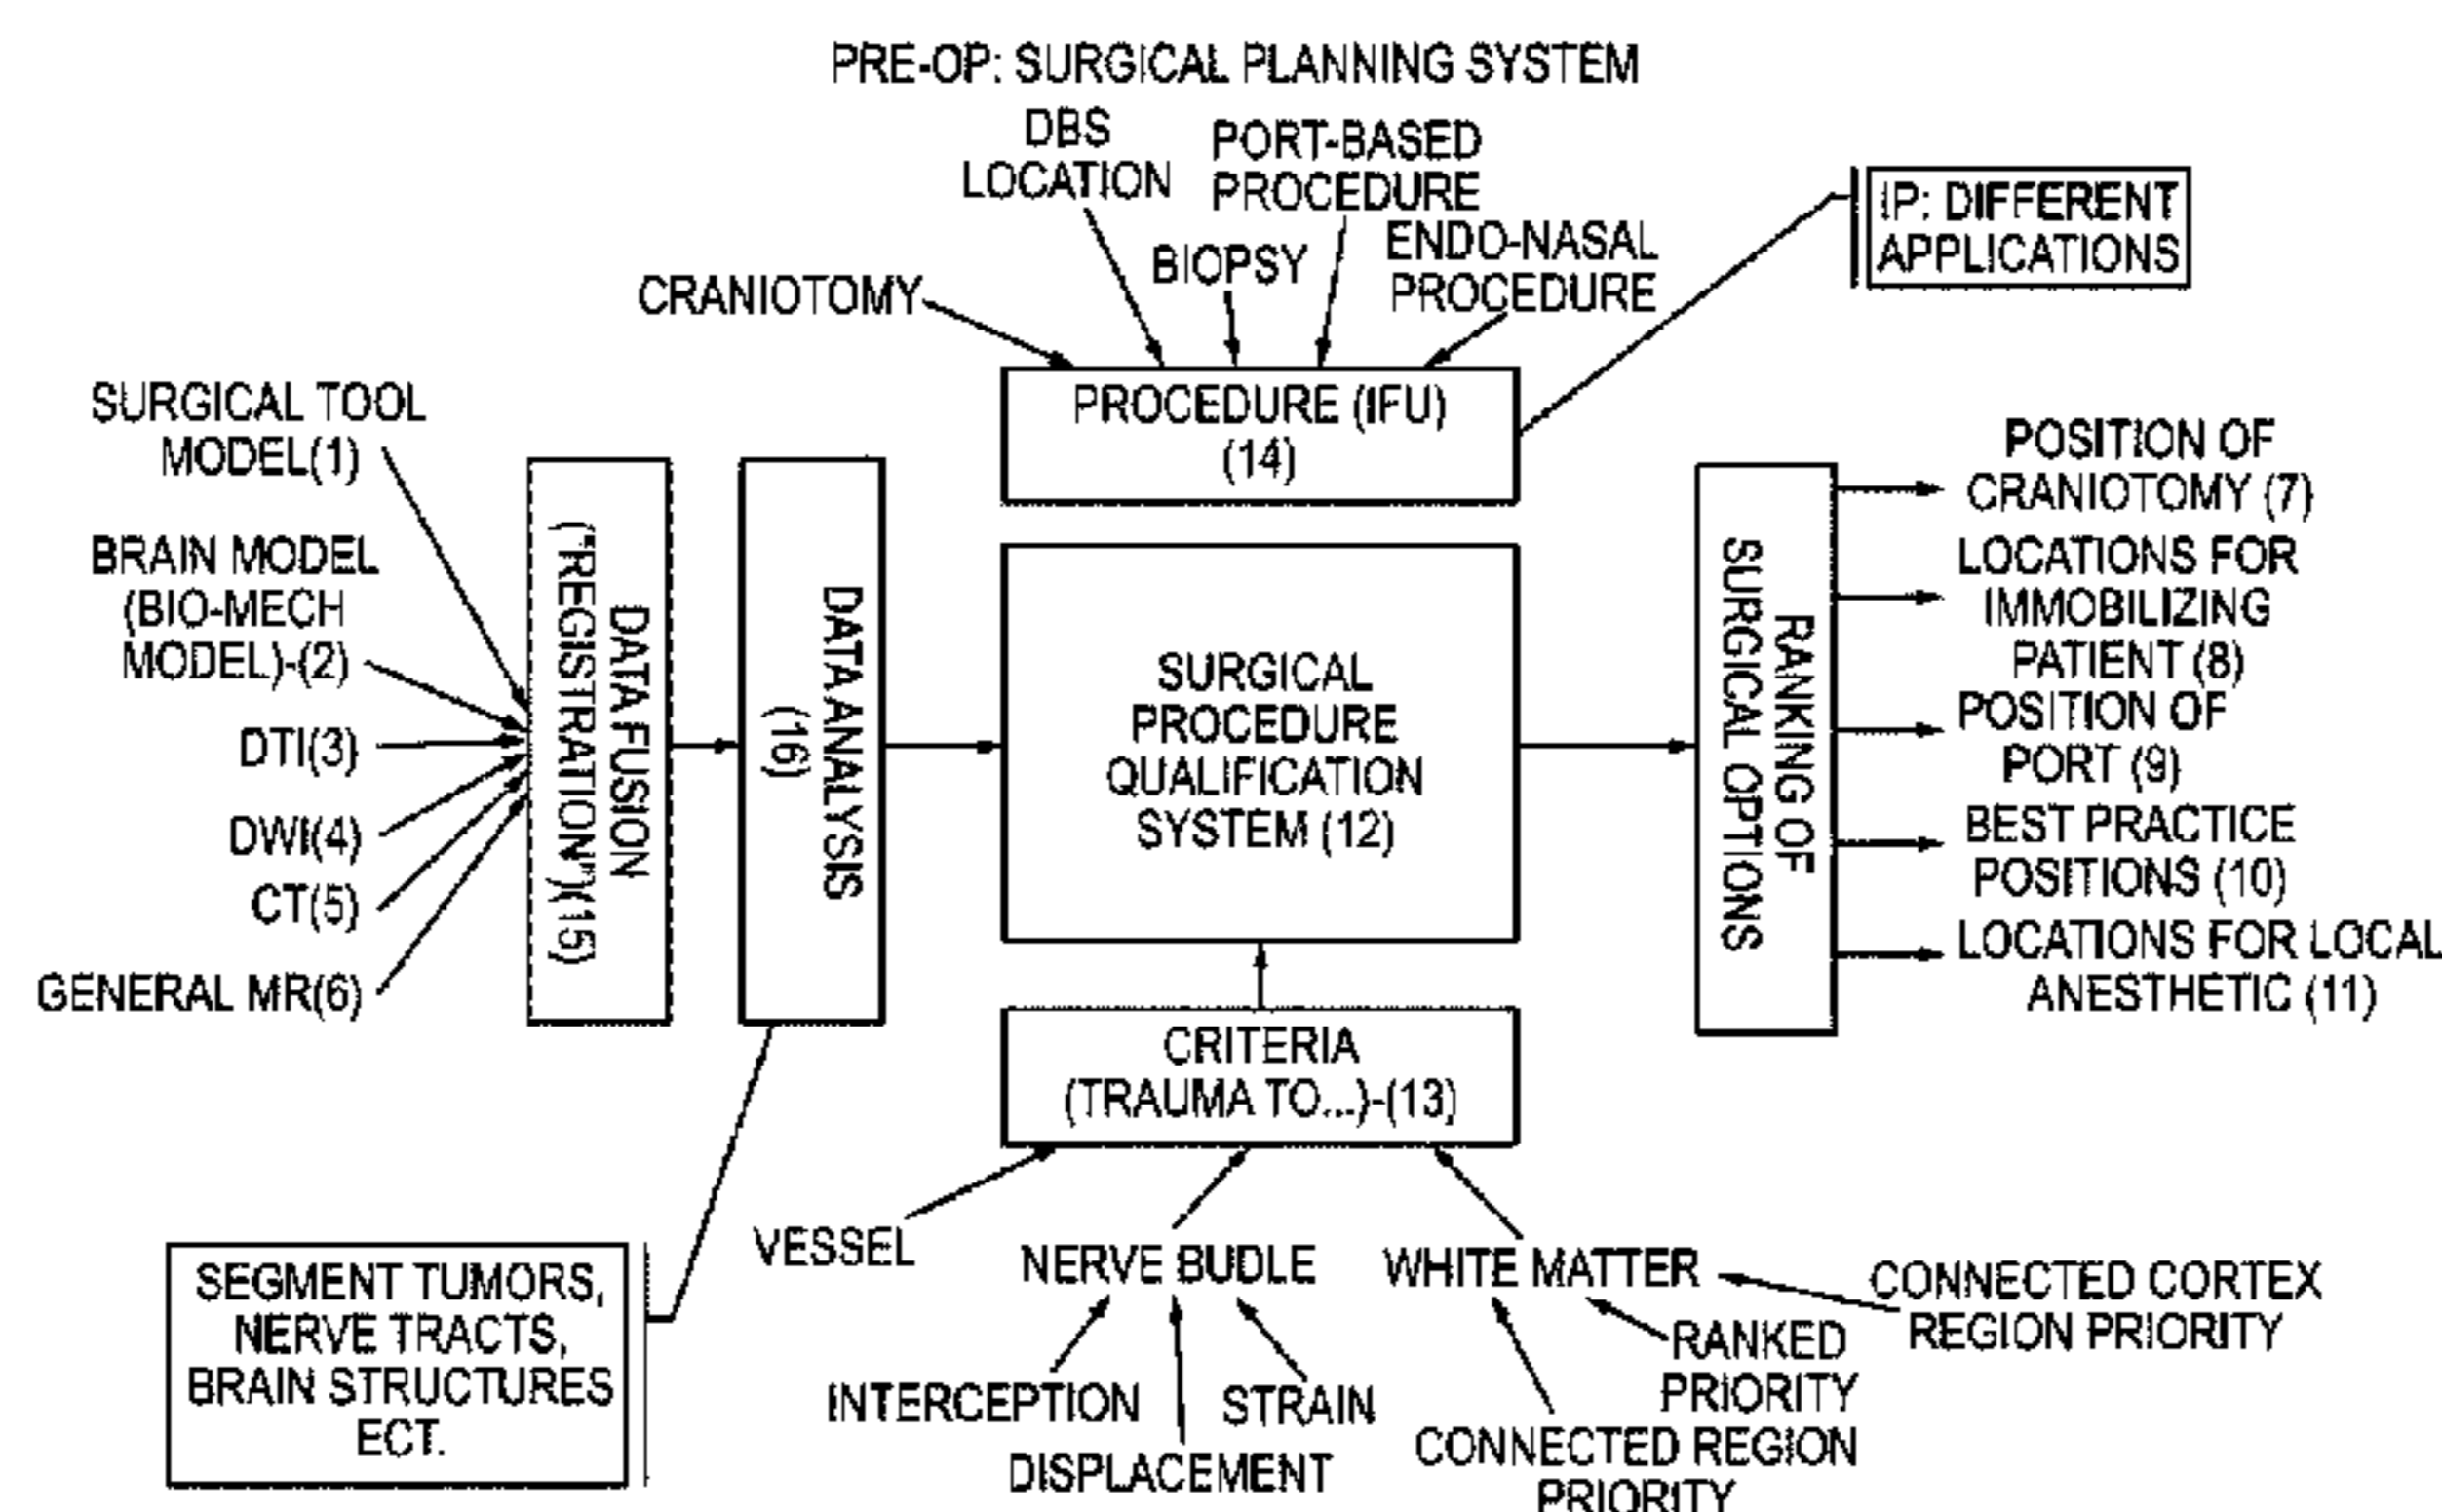 PRE-OP: SURGICAL PLANNING SYSTEM
DBS
LOCATION
PORT-BASED
PROCEDURE
BIOPSY
ENDO-NASAL
PROCEDURE
CRANIOTOMY
IP: DIFFERENT
APPLICATIONS
PROCEDURE (IFU)
(14)
SURGICAL TOOL
MODEL(1)
BRAIN MODEL
(BIO-MECH
MODEL)-(2)
DTI(3)
DWI(4)
CT(5)
GENERAL MR(6)
DATA FUSION
("REGISTRATION")(15)
DATA ANALYSIS
(16)
SURGICAL
PROCEDURE
QUALIFICATION
SYSTEM (12)
RANKING OF
SURGICAL OPTIONS
POSITION OF
CRANIOTOMY (7)
LOCATIONS FOR
IMMOBILIZING
PATIENT (8)
POSITION OF
PORT (9)
BEST PRACTICE
POSITIONS (10)
LOCATIONS FOR LOCAL
ANESTHETIC (11)
CRITERIA
(TRAUMA TO...)-(13)
VESSEL
NERVE BUDLE
WHITE MATTER
CONNECTED CORTEX
REGION PRIORITY
RANKED
PRIORITY
INTERCEPTION
STRAIN
DISPLACEMENT
CONNECTED REGION
PRIORITY
SEGMENT TUMORS,
NERVE TRACTS,
BRAIN STRUCTURES
ECT.